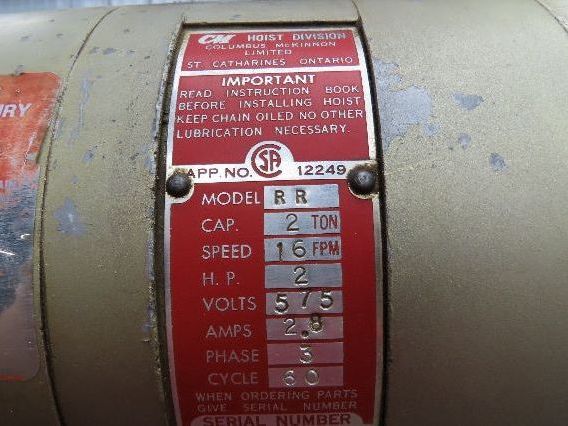 CM HOIST DIVISION
COLUMBUS McKINNON
LIMITED
ST. CATHARINES ONTARIO
IMPORTANT
READ INSTRUCTION BOOK
BEFORE INSTALLING HOIST
KEEP CHAIN OILED NO OTHER
LUBRICATION NECESSARY.
APP. NO. CSA 12249
MODEL RR
CAP. 2 TON
SPEED 16 FPM
H.P. 2
VOLTS 575
AMPS 2.8
PHASE 3
CYCLE 60
WHEN ORDERING PARTS
GIVE SERIAL NUMBER
SERIAL NUMBER